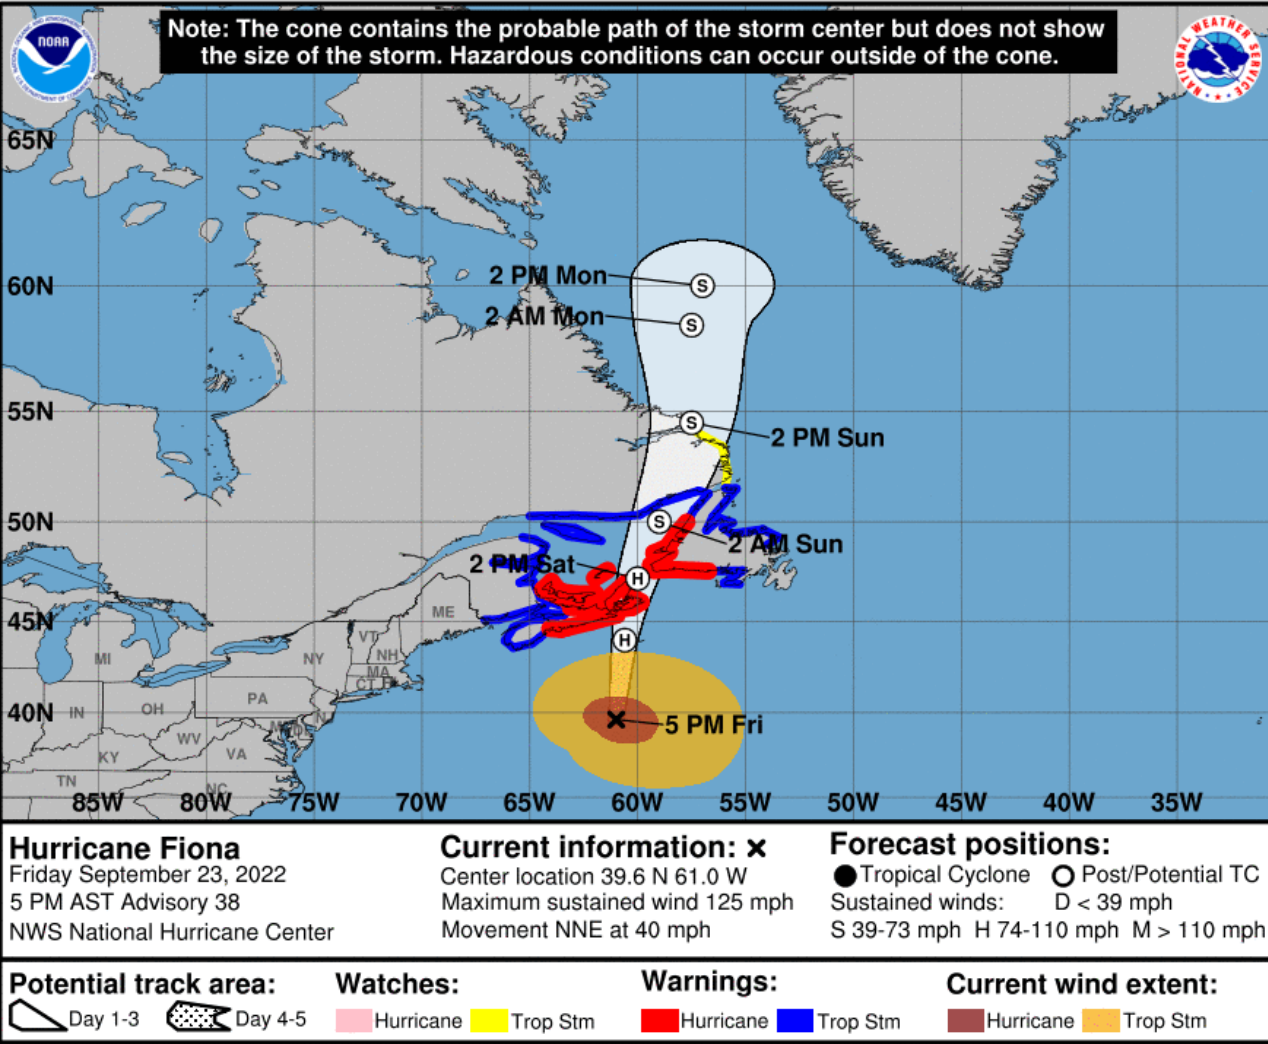 Note: The cone contains the probable path of the storm center but does not show
the size of the storm. Hazardous conditions can occur outside of the cone.
NOAA
NATIONAL WEATHER SERVICE
65N
60N
55N
50N
45N
40N
2 PM Mon
2 AM Mon
2 PM Sun
2 AM Sun
2 PM Sat
5 PM Fri
S
S
S
S
H
H
ME
VT
NH
MA
CT
NY
MI
PA
IN
OH
WV
VA
KY
TN
NC
85W 80W 75W 70W 65W 60W 55W 50W 45W 40W 35W
Hurricane Fiona
Friday September 23, 2022
5 PM AST Advisory 38
NWS National Hurricane Center
Current information: ✖
Center location 39.6 N 61.0 W
Maximum sustained wind 125 mph
Movement NNE at 40 mph
Forecast positions:
Tropical Cyclone Post/Potential TC
Sustained winds: D < 39 mph
S 39-73 mph H 74-110 mph M > 110 mph
Potential track area:
Day 1-3 Day 4-5
Watches:
Hurricane Trop Stm
Warnings:
Hurricane Trop Stm
Current wind extent:
Hurricane Trop Stm